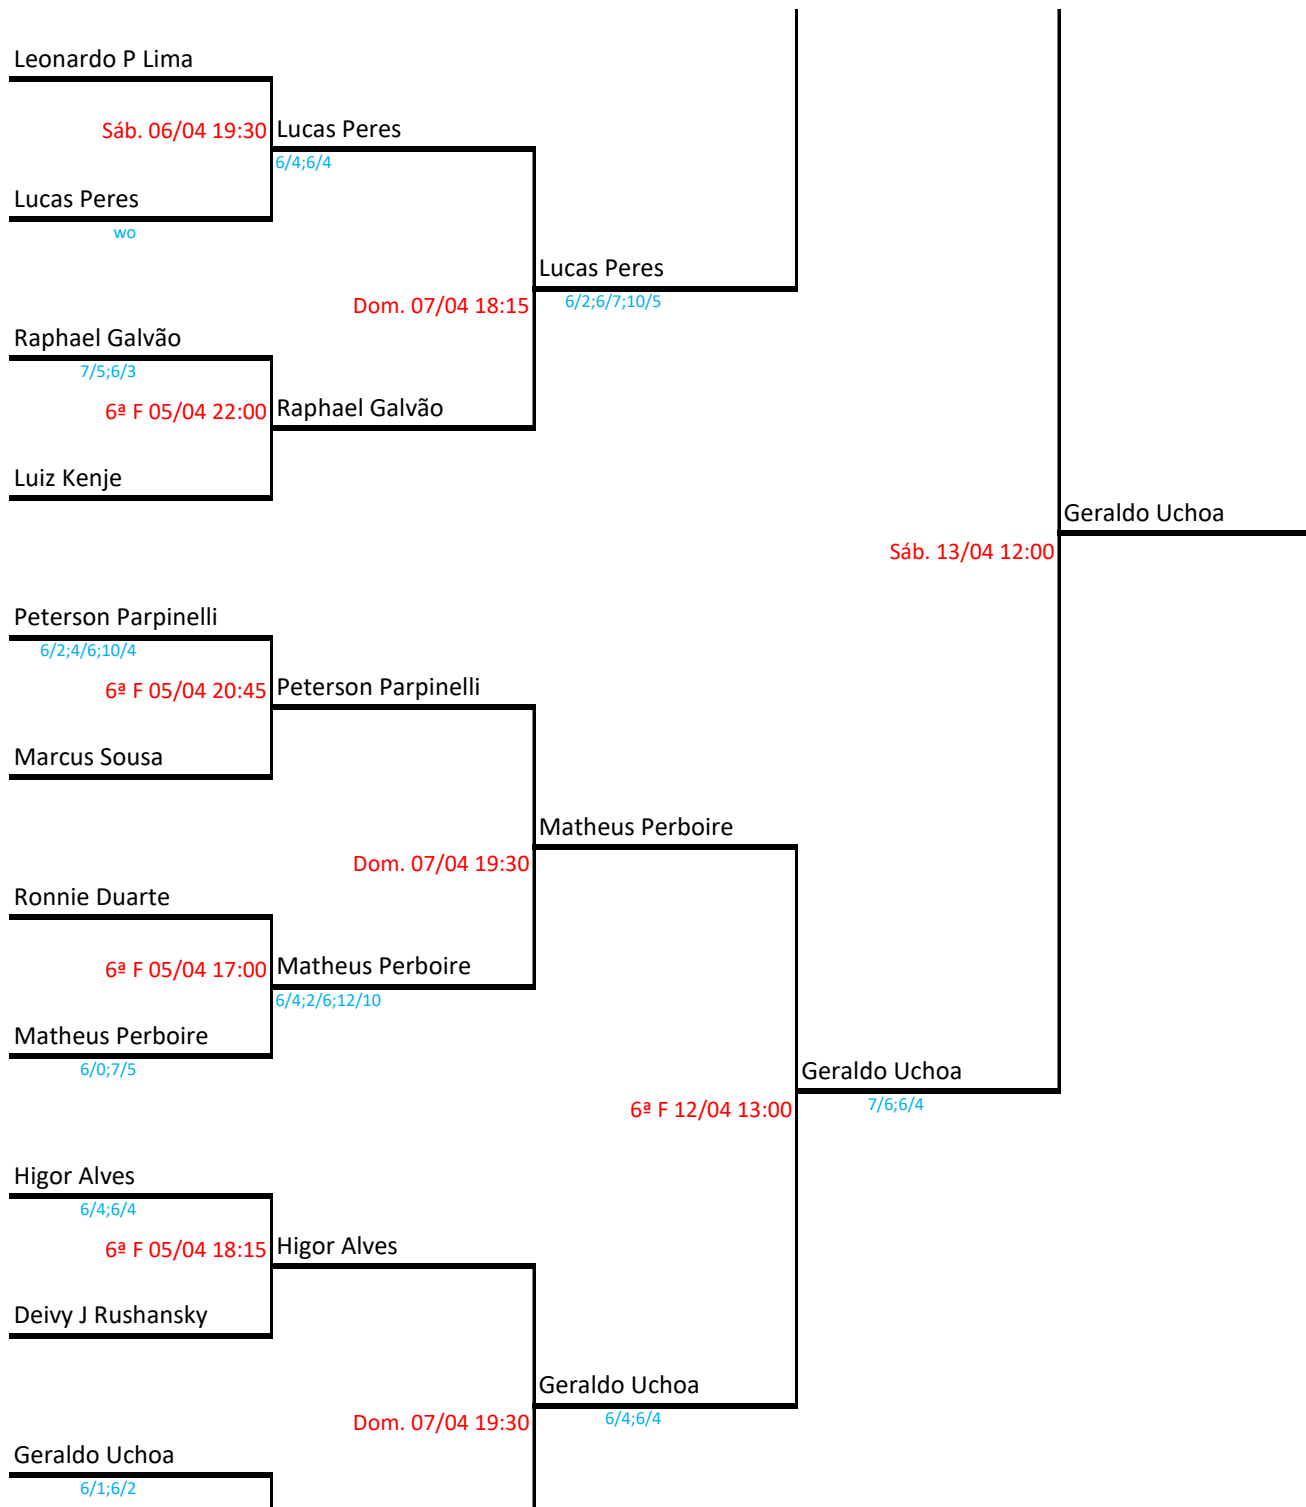 Leonardo P Lima
Sáb. 06/04 19:30
Lucas Peres
6/4;6/4
Lucas Peres
wo
Lucas Peres
6/2;6/7;10/5
Dom. 07/04 18:15
Raphael Galvão
7/5;6/3
6ª F 05/04 22:00
Raphael Galvão
Luiz Kenje
Geraldo Uchoa
Sáb. 13/04 12:00
Peterson Parpinelli
6/2;4/6;10/4
6ª F 05/04 20:45
Peterson Parpinelli
Marcus Sousa
Matheus Perboire
Dom. 07/04 19:30
Ronnie Duarte
6ª F 05/04 17:00
Matheus Perboire
6/4;2/6;12/10
Matheus Perboire
6/0;7/5
Geraldo Uchoa
7/6;6/4
6ª F 12/04 13:00
Higor Alves
6/4;6/4
6ª F 05/04 18:15
Higor Alves
Deivy J Rushansky
Geraldo Uchoa
6/4;6/4
Dom. 07/04 19:30
Geraldo Uchoa
6/1;6/2